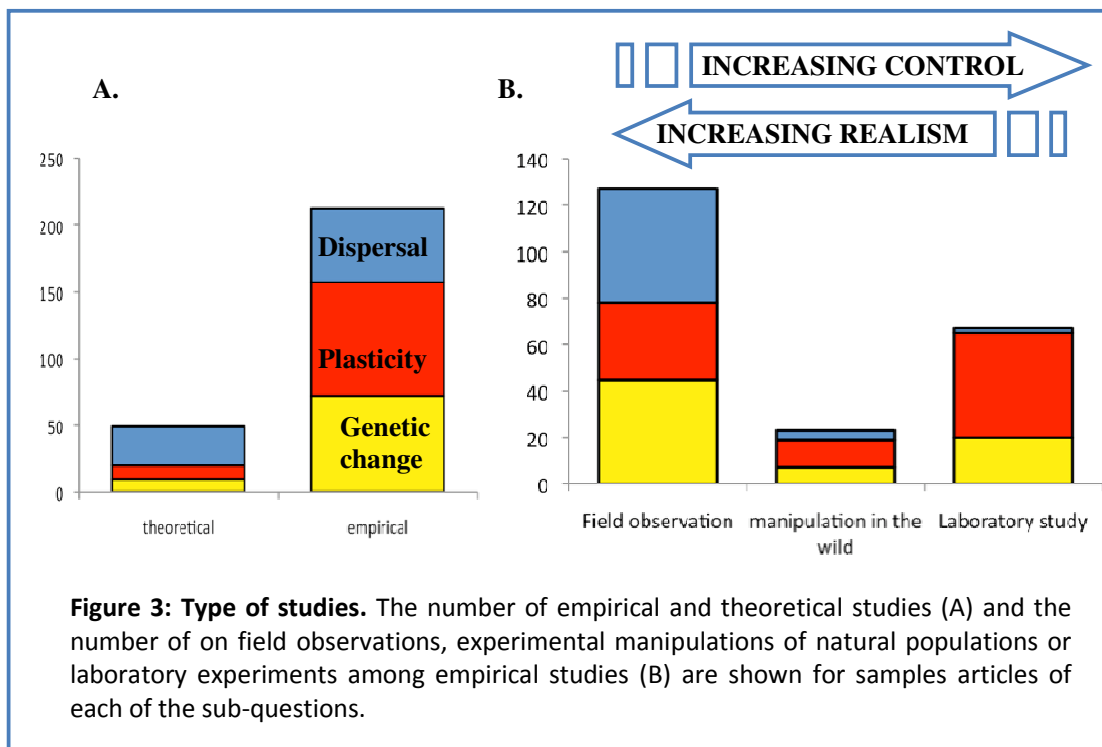 INCREASING CONTROL
A.
B.
INCREASING REALISM
250
200
150
100
50
0
Dispersal
Plasticity
Genetic
change
theoretical
empirical
140
120
100
80
60
40
20
0
Field observation
manipulation in the
wild
Laboratory study
Figure 3: Type of studies. The number of empirical and theoretical studies (A) and the
number of on field observations, experimental manipulations of natural populations or
laboratory experiments among empirical studies (B) are shown for samples articles of
each of the sub-questions.